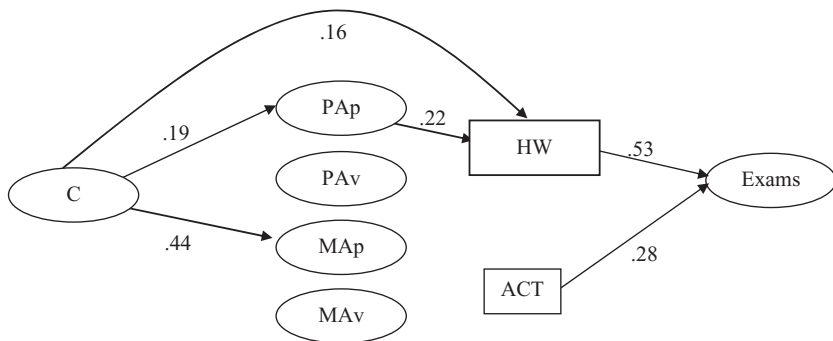 .16
PAp
.22
HW
.19
.53
PAv
Exams
C
.44
MAp
.28
ACT
MAv